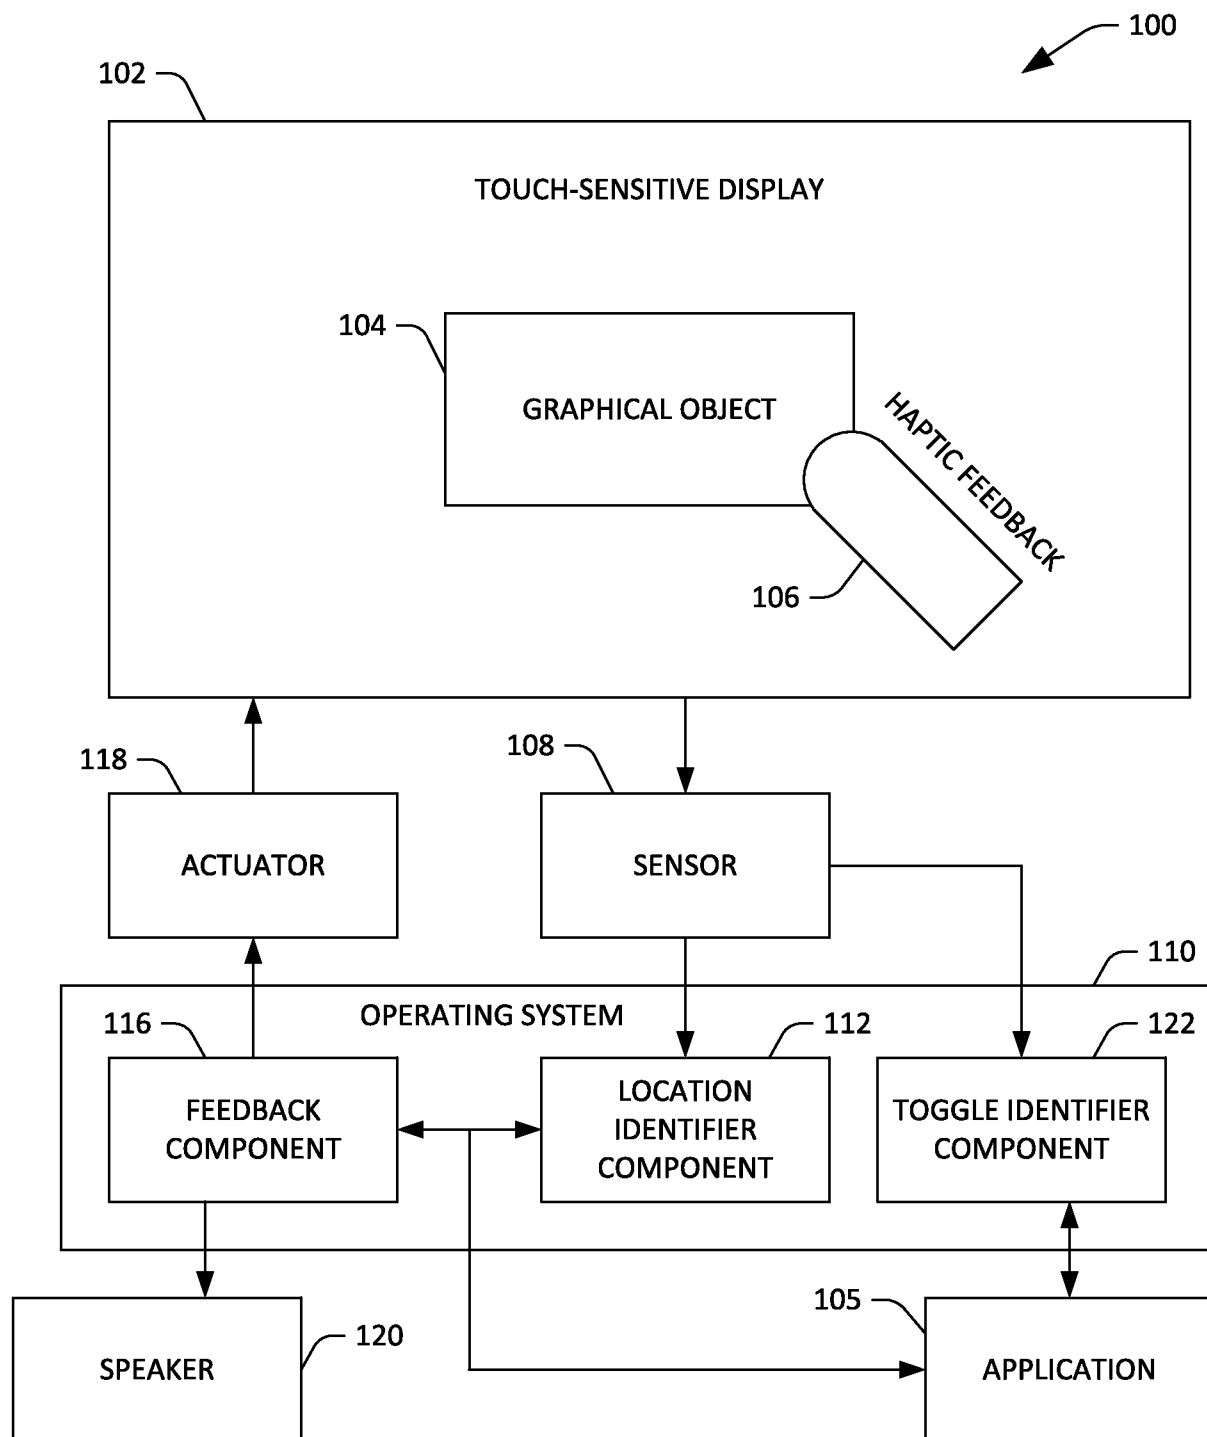 100
102
TOUCH-SENSITIVE DISPLAY
104
GRAPHICAL OBJECT
HAPTIC FEEDBACK
106
118
108
ACTUATOR
SENSOR
110
OPERATING SYSTEM
116
112
122
FEEDBACK
COMPONENT
LOCATION
IDENTIFIER
COMPONENT
TOGGLE IDENTIFIER
COMPONENT
105
120
SPEAKER
APPLICATION